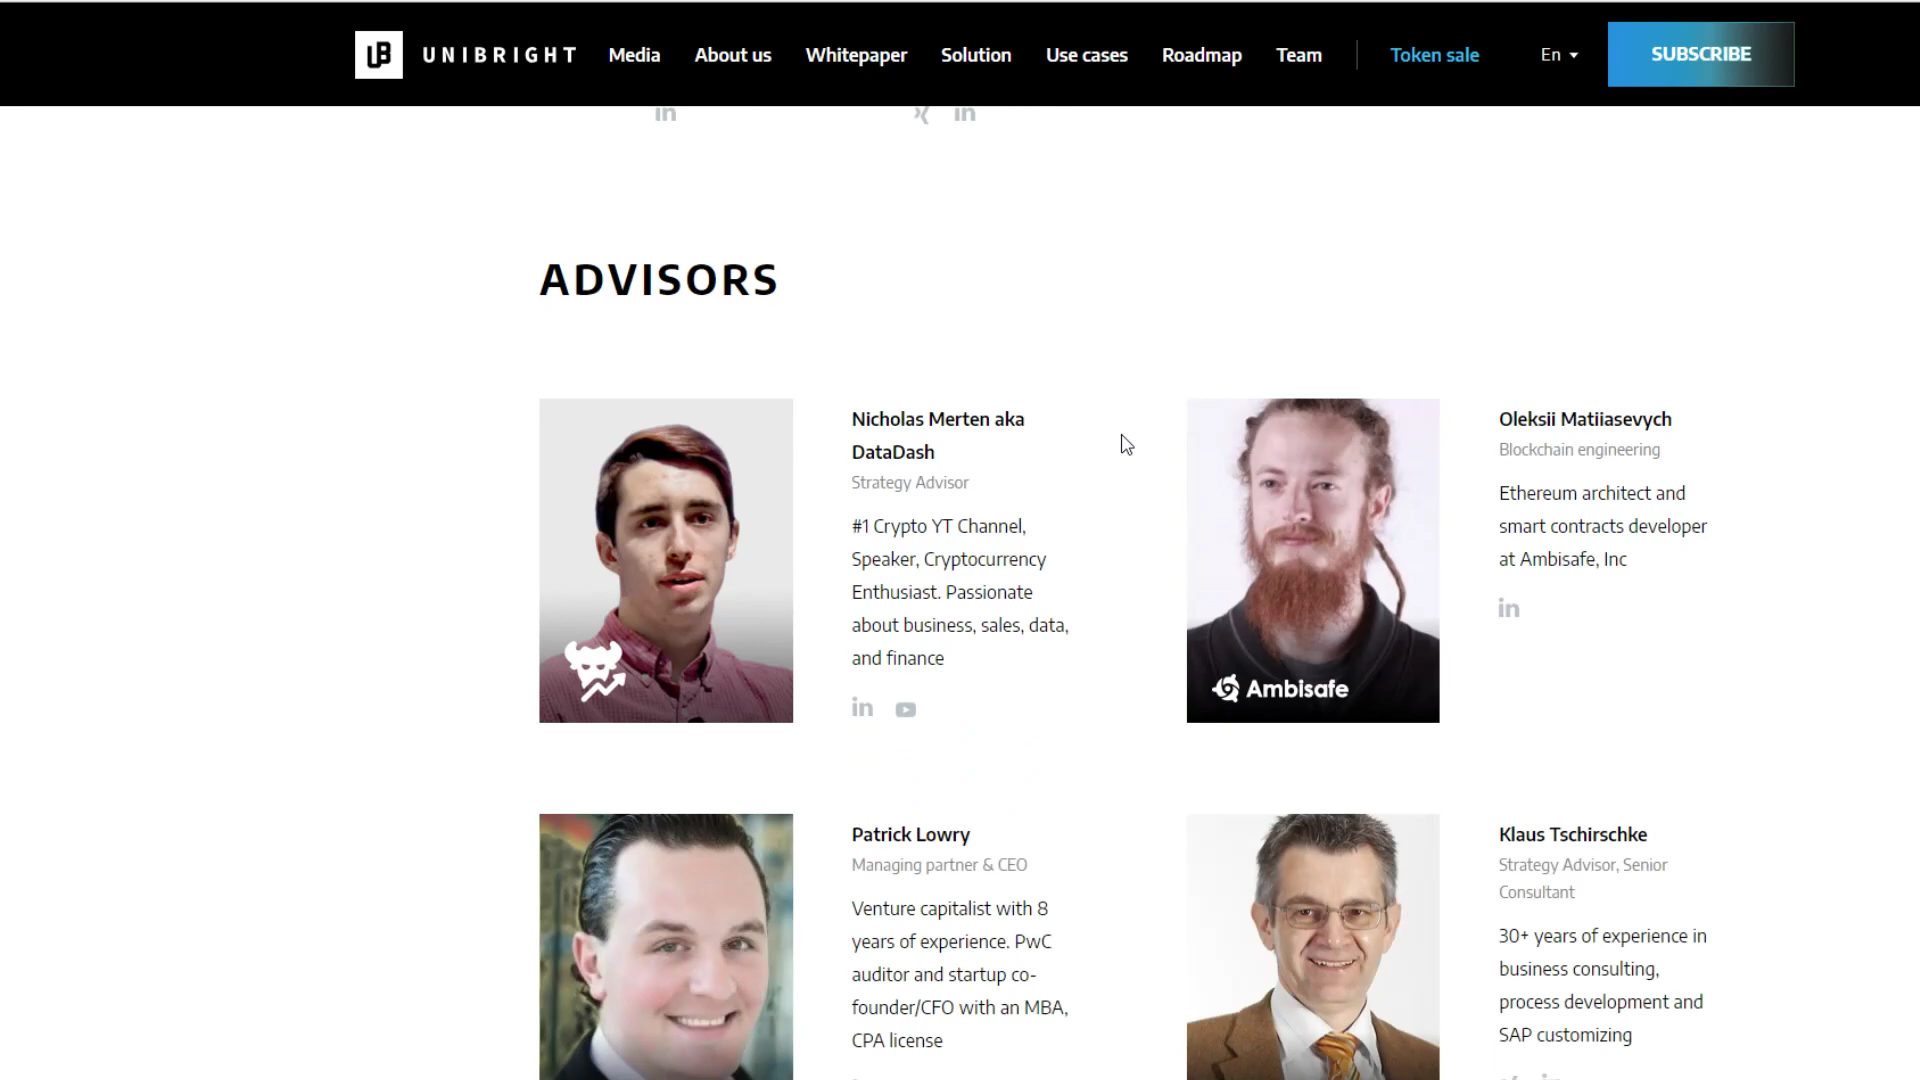 UNIBRIGHT Media About us Whitepaper Solution Use cases Roadmap Team Token sale En SUBSCRIBE
ADVISORS
Nicholas Merten aka
DataDash
Strategy Advisor
#1 Crypto YT Channel,
Speaker, Cryptocurrency
Enthusiast. Passionate
about business, sales, data,
and finance
Ambisafe
Oleksii Matiiasevych
Blockchain engineering
Ethereum architect and
smart contracts developer
at Ambisafe, Inc
Patrick Lowry
Managing partner & CEO
Venture capitalist with 8
years of experience. PwC
auditor and startup co-
founder/CFO with an MBA,
CPA license
Klaus Tschirschke
Strategy Advisor, Senior
Consultant
30+ years of experience in
business consulting,
process development and
SAP customizing